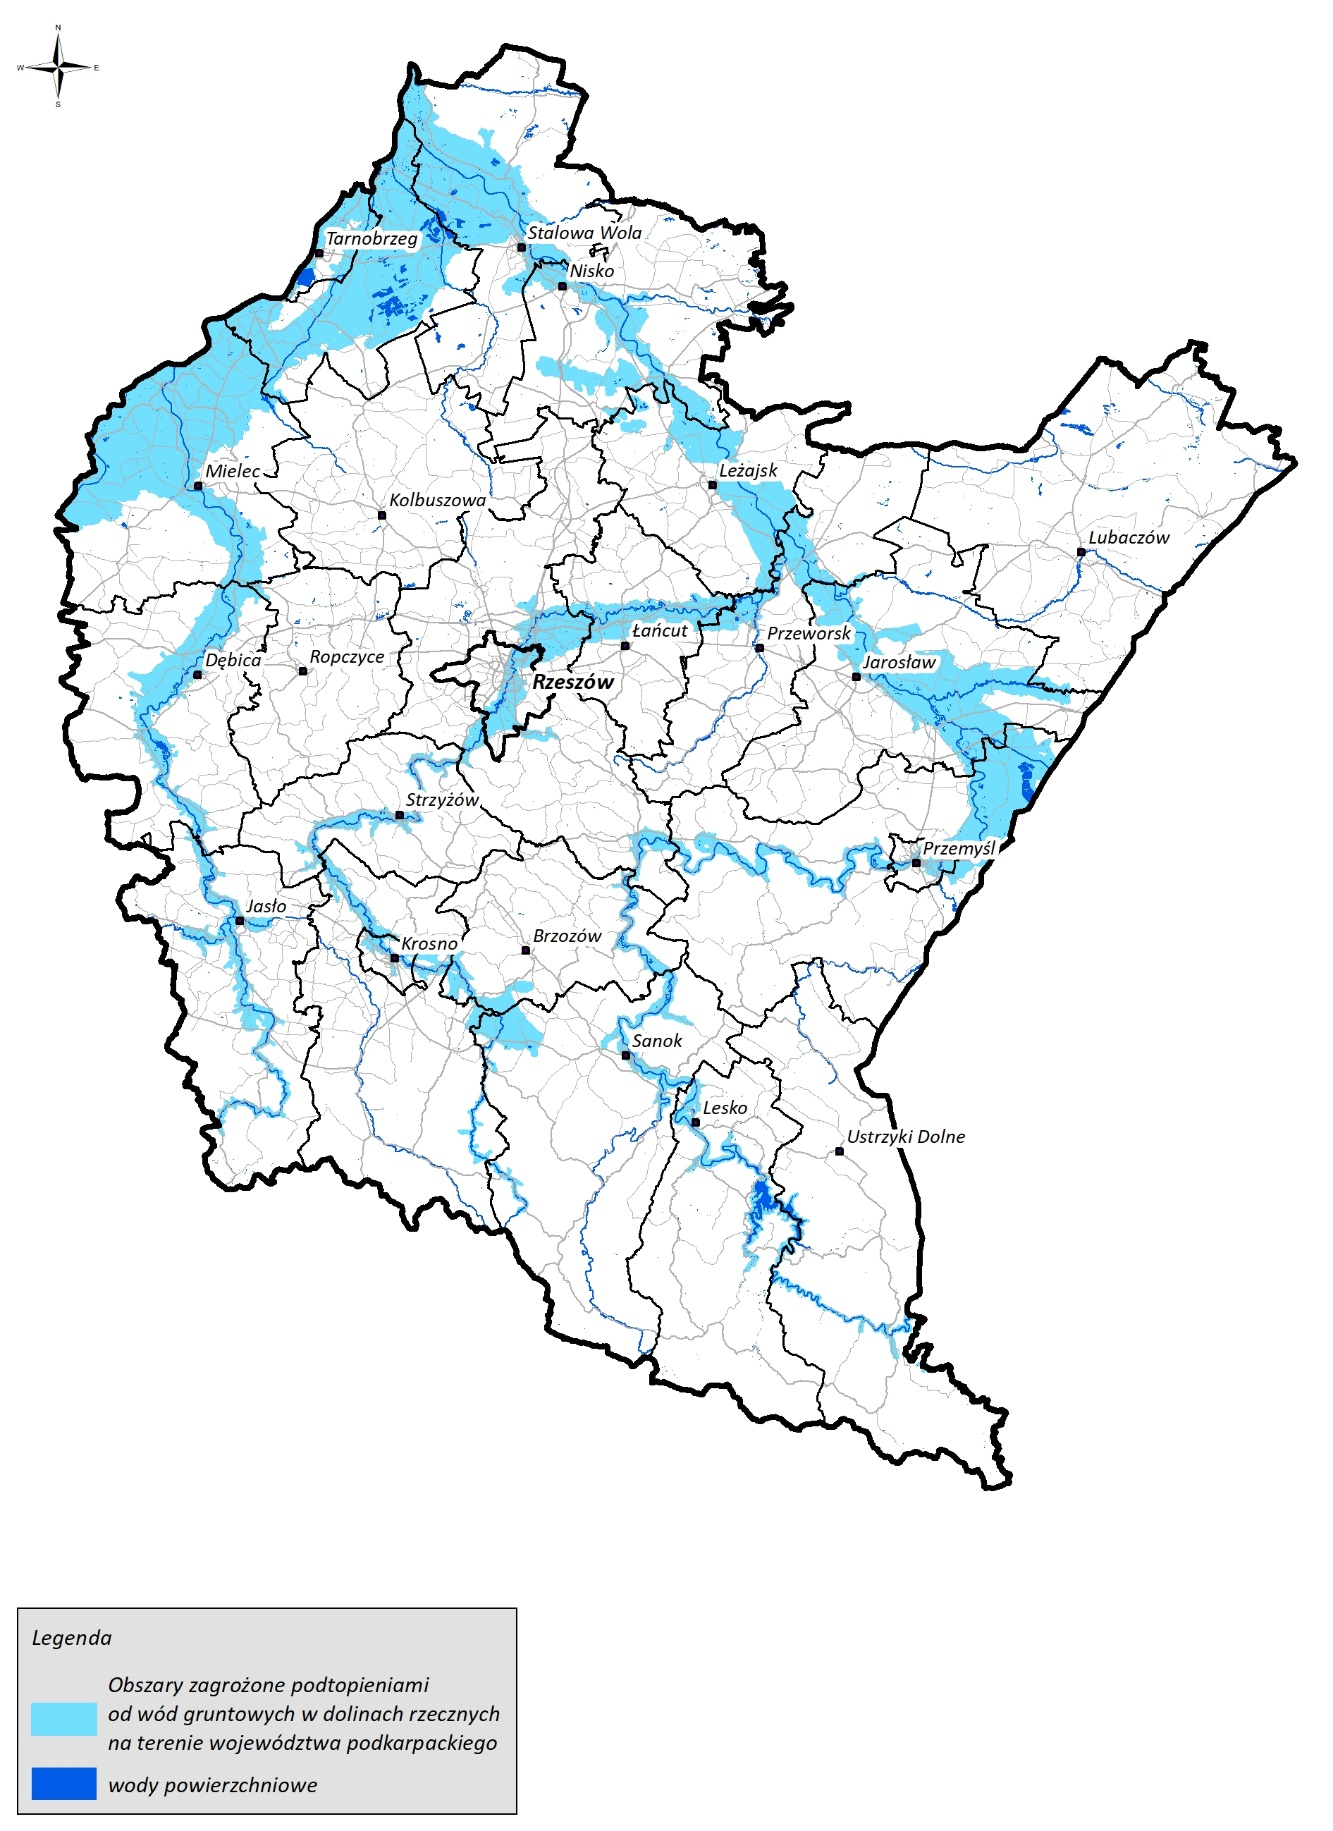 N
W E
S
Tarnobrzeg
Stalowa Wola
Nisko
Mielec
Leżajsk
Kolbuszowa
Lubaczów
Łańcut
Przeworsk
Dębica
Ropczyce
Jarosław
Rzeszów
Strzyżów
Przemyśl
Jasło
Krosno
Brzozów
Sanok
Lesko
Ustrzyki Dolne
Legenda
Obszary zagrożone podtopieniami
od wód gruntowych w dolinach rzecznych
na terenie województwa podkarpackiego
wody powierzchniowe